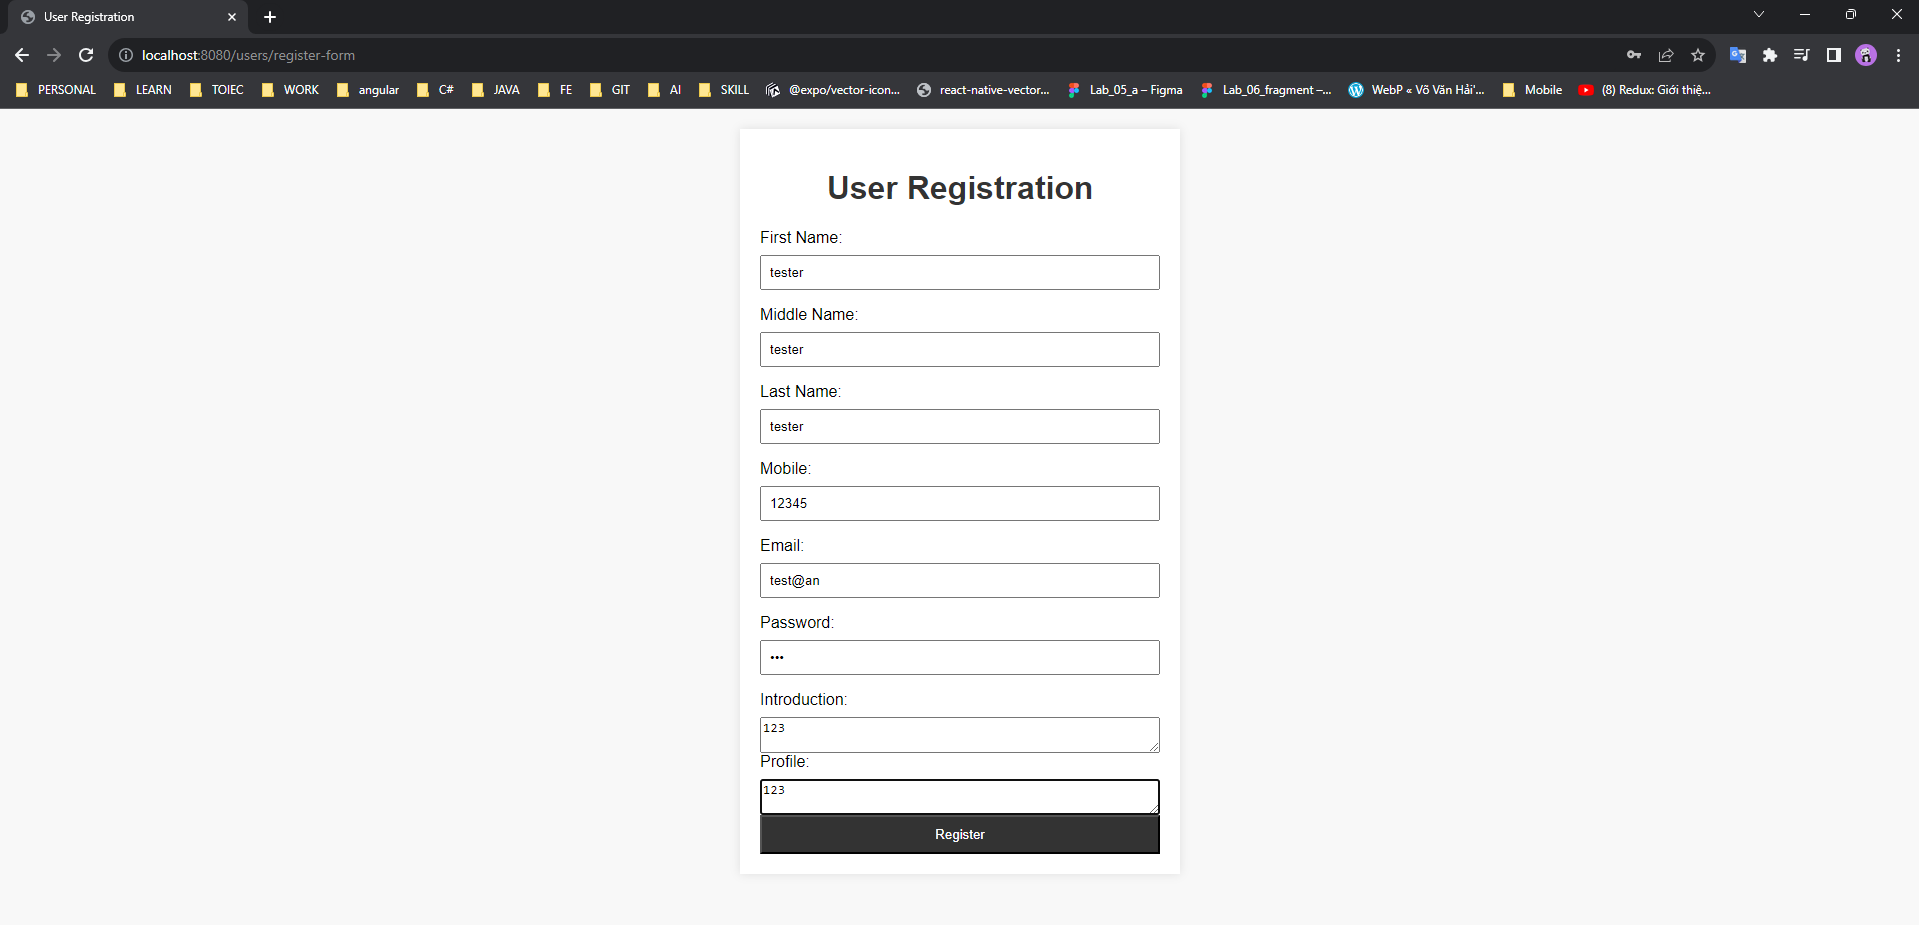 User Registration
localhost:8080/users/register-form
PERSONAL LEARN TOIEC WORK angular C# JAVA FE GIT AI SKILL @expo/vector-icon... react-native-vector... Lab_05_a – Figma Lab_06_fragment –... WebP « Võ Văn Hải'... Mobile (8) Redux: Giới thiệ...
User Registration
First Name:
tester
Middle Name:
tester
Last Name:
tester
Mobile:
12345
Email:
test@an
Password:
•••
Introduction:
123
Profile:
123
Register